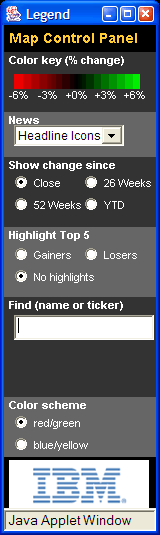 Legend
Map Control Panel
Color key (% change)
-6% -3% +0% +3% +6%
News
Headline Icons
Show change since
Close 26 Weeks
52 Weeks YTD
Highlight Top 5
Gainers Losers
No highlights
Find (name or ticker)
Color scheme
red/green
blue/yellow
IBM
Java Applet Window